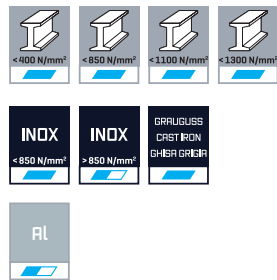 <400 N/mm² <850 N/mm² <1100 N/mm² <1300 N/mm²
INOX
<850 N/mm²
INOX
>850 N/mm²
GRAUGUSS
CAST IRON
GHISA GRIGIA
Al